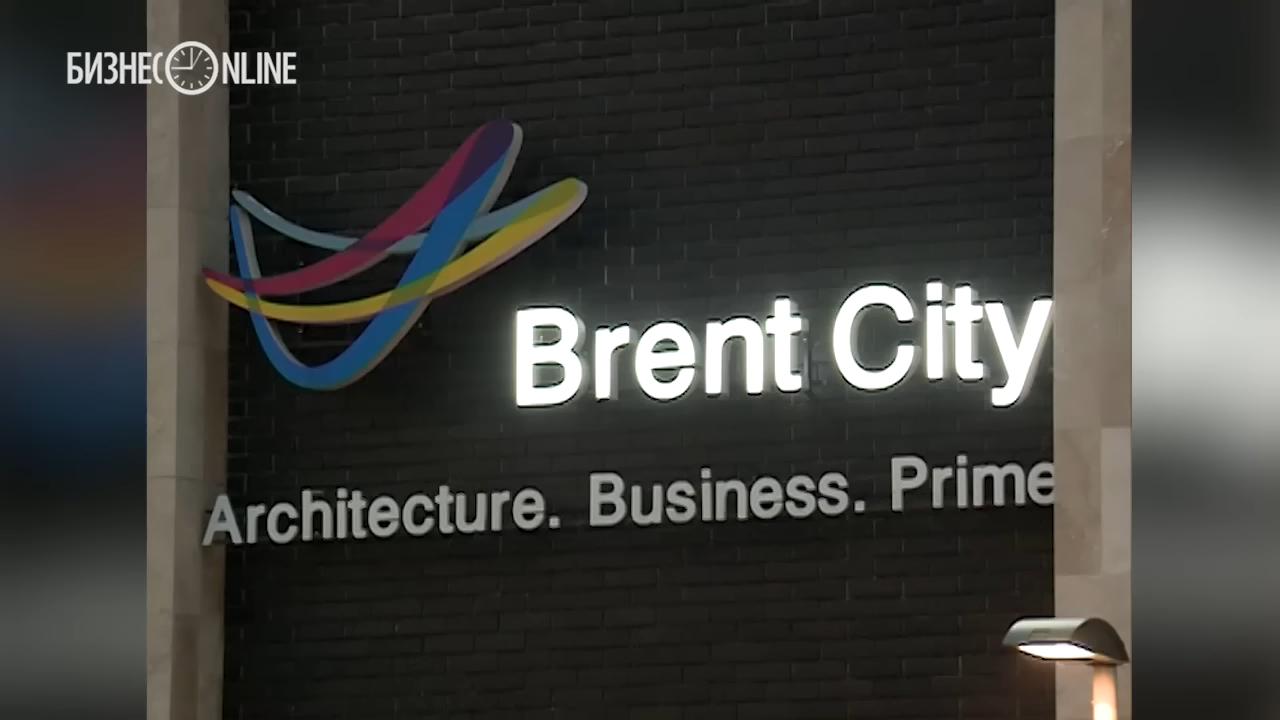 БИЗНЕС ONLINE
Brent City
Architecture. Business. Prime